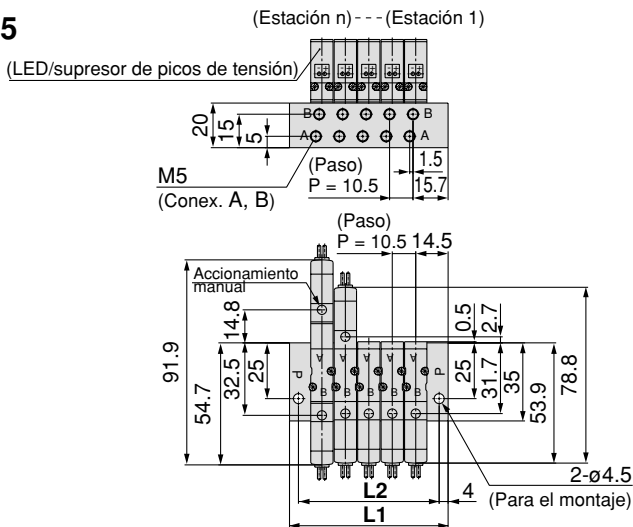 5
(Estación n)---(Estación 1)
(LED/supresor de picos de tensión)
B B
A A
20
15
5
M5
(Conex. A, B)
(Paso)
P = 10.5
1.5
15.7
(Paso)
P = 10.5
14.5
Accionamiento
manual
14.8
91.9
54.7
32.5
25
0.5
2.7
25
31.7
35
53.9
78.8
P P
A A A A A
B B B B B
2-ø4.5
(Para el montaje)
L2
4
L1